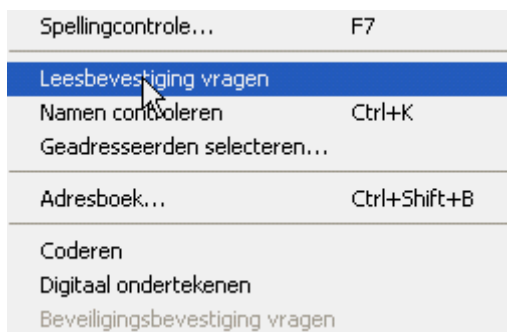 Spellingcontrole... F7
Leesbevestiging vragen
Namen controleren Ctrl+K
Geadresseerden selecteren...
Adresboek... Ctrl+Shift+B
Coderen
Digitaal ondertekenen
Beveiligingsbevestiging vragen